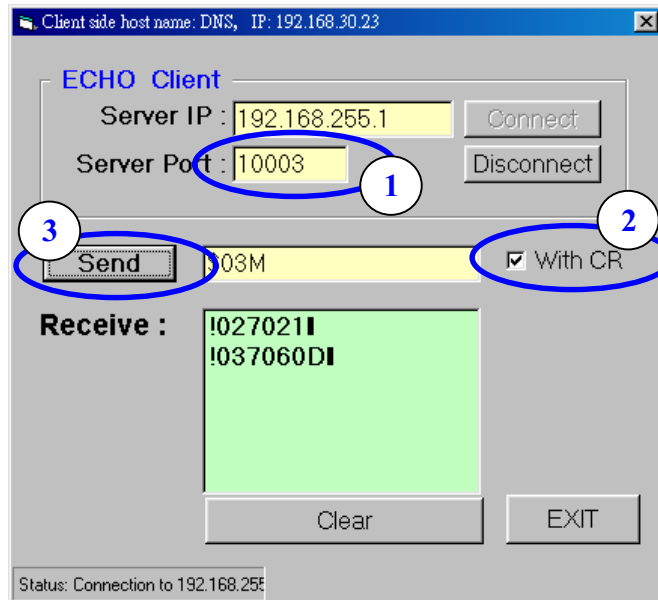 Client side host name: DNS, IP: 192.168.30.23
ECHO Client
Server IP : 192.168.255.1 Connect
Server Port : 10003 Disconnect
1
3
2
Send $03M With CR
Receive :
!027021
!037060D
Clear EXIT
Status: Connection to 192.168.255